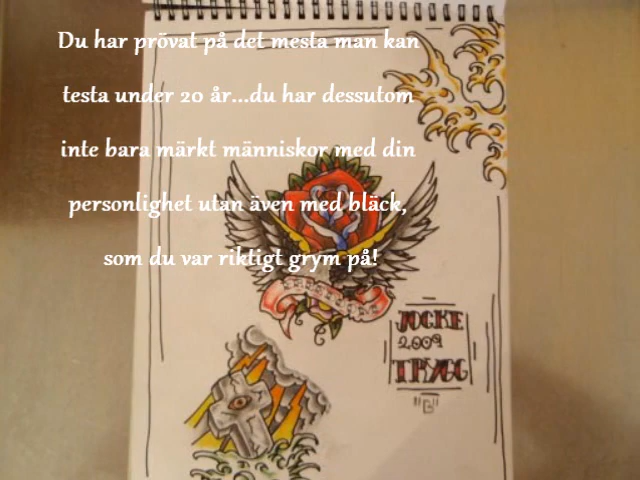 Du har prövat på det mesta man kan
testa under 20 år...du har dessutom
inte bara märkt människor med din
personlighet utan även med bläck,
som du var riktigt grym på!
JOCKE
2009
TRYGG
"B"